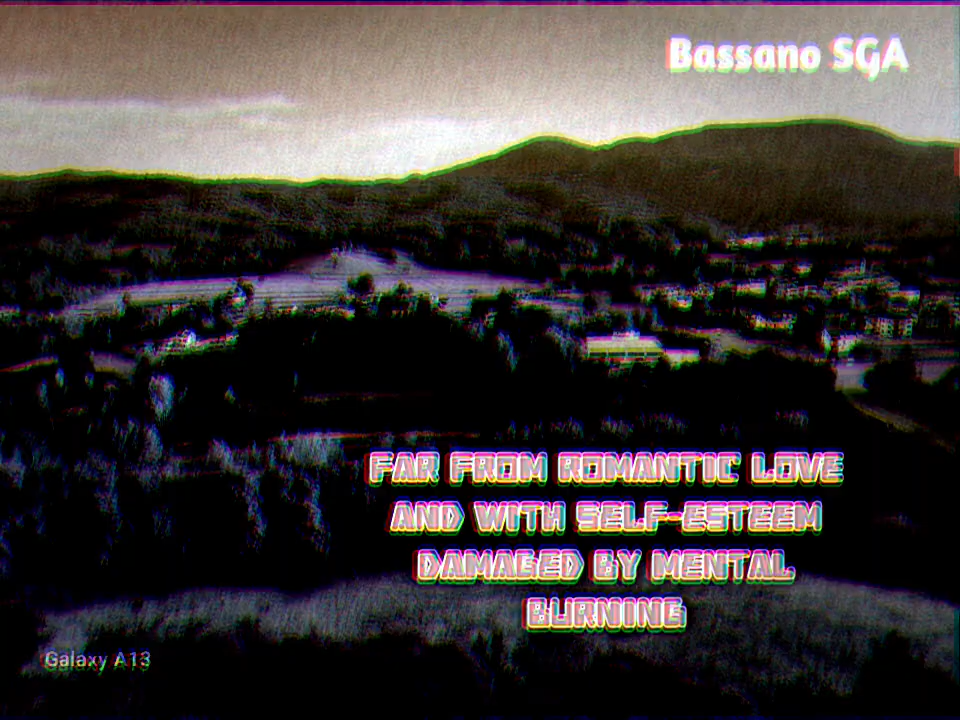 Bassano SGA
FAR FROM ROMANTIC LOVE
AND WITH SELF-ESTEEM
DAMAGED BY MENTAL
BURNING
Galaxy A13